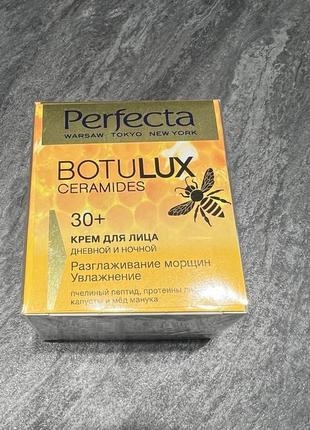 Perfecta
WARSAW · TOKYO · NEW YORK
BOTULUX
CERAMIDES
30+
КРЕМ ДЛЯ ЛИЦА
ДНЕВНОЙ И НОЧНОЙ
Разглаживание морщин
Увлажнение
пчелиный пептид, протеины
капусты и мёд манука